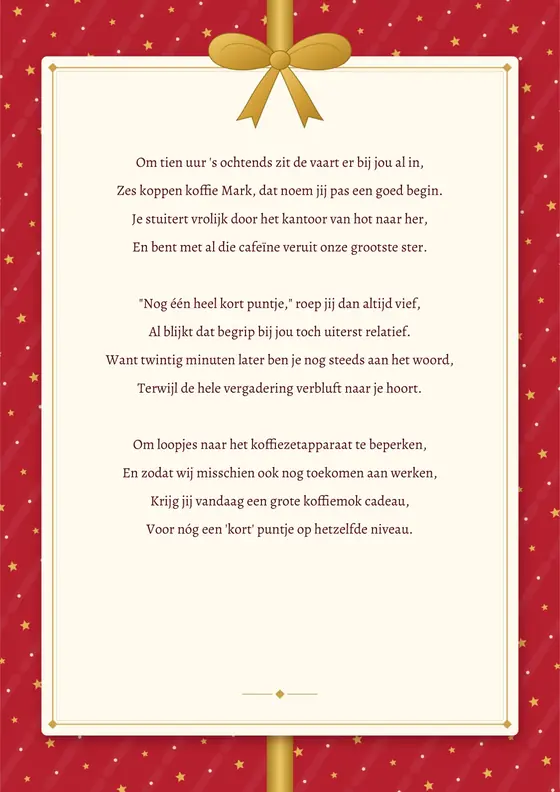 Om tien uur 's ochtends zit de vaart er bij jou al in,
Zes koppen koffie Mark, dat noem jij pas een goed begin.
Je stuitert vrolijk door het kantoor van hot naar her,
En bent met al die cafeïne veruit onze grootste ster.
"Nog één heel kort puntje," roep jij dan altijd vief,
Al blijkt dat begrip bij jou toch uiterst relatief.
Want twintig minuten later ben je nog steeds aan het woord,
Terwijl de hele vergadering verbluft naar je hoort.
Om loopjes naar het koffiezetapparaat te beperken,
En zodat wij misschien ook nog toekomen aan werken,
Krijg jij vandaag een grote koffiemok cadeau,
Voor nóg een 'kort' puntje op hetzelfde niveau.